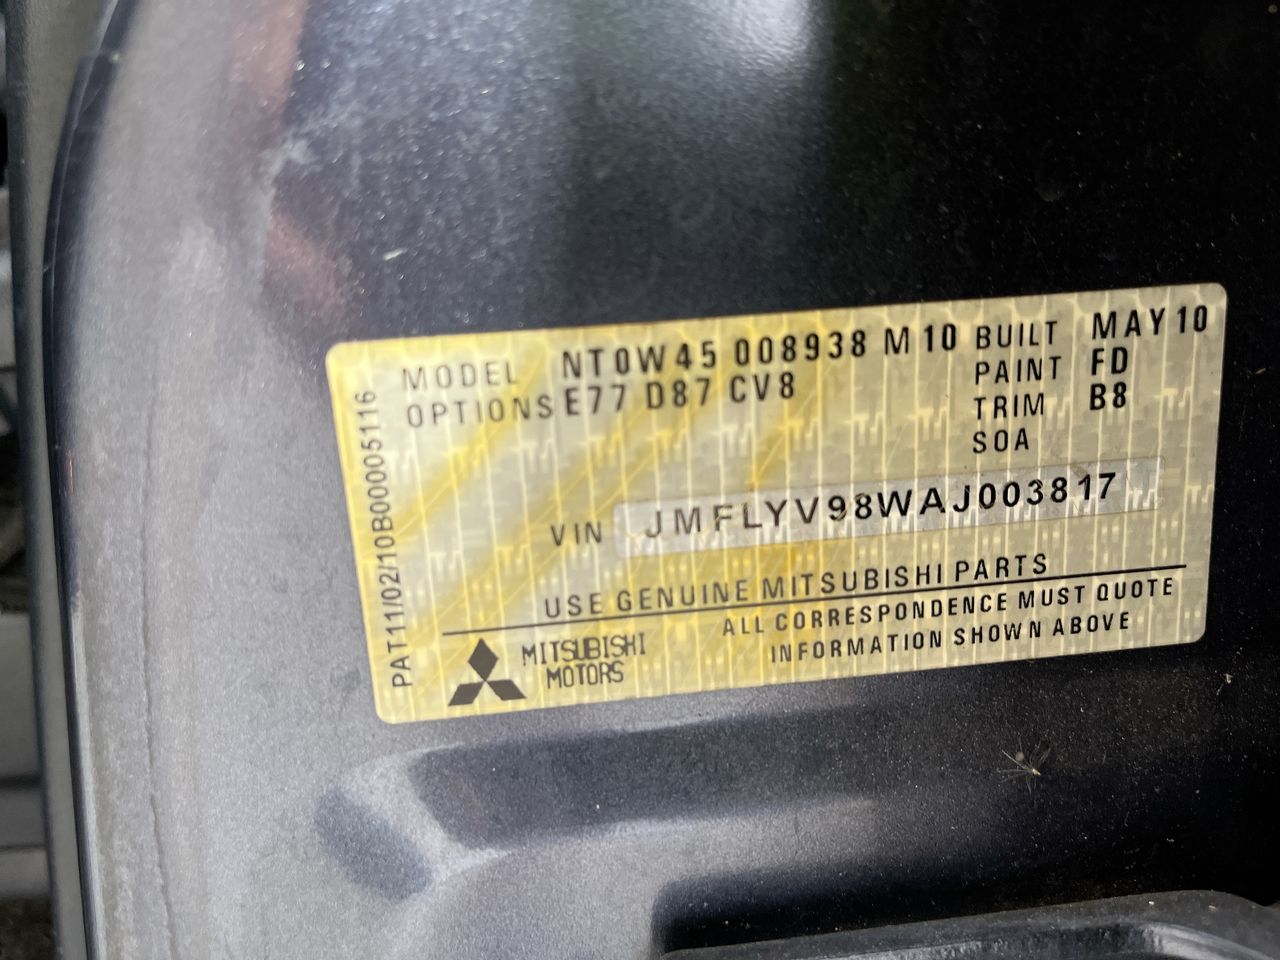 MODEL NT0W45 008938 M10 BUILT MAY10
OPTIONS E77 D87 CV8 PAINT FD
TRIM B8
SOA
VIN JMFLYV98WAJ003817
USE GENUINE MITSUBISHI PARTS
ALL CORRESPONDENCE MUST QUOTE
INFORMATION SHOWN ABOVE
MITSUBISHI
MOTORS
PAT11/02/10B00005116